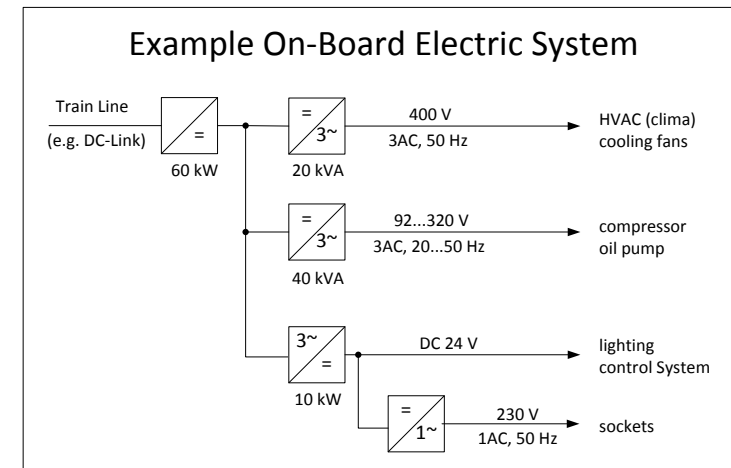 Example On-Board Electric System
Train Line
(e.g. DC-Link)
=
60 kW
=
3~
20 kVA
400 V
3AC, 50 Hz
HVAC (clima)
cooling fans
=
3~
40 kVA
92...320 V
3AC, 20...50 Hz
compressor
oil pump
3~
=
10 kW
DC 24 V
lighting
control System
=
1~
230 V
1AC, 50 Hz
sockets